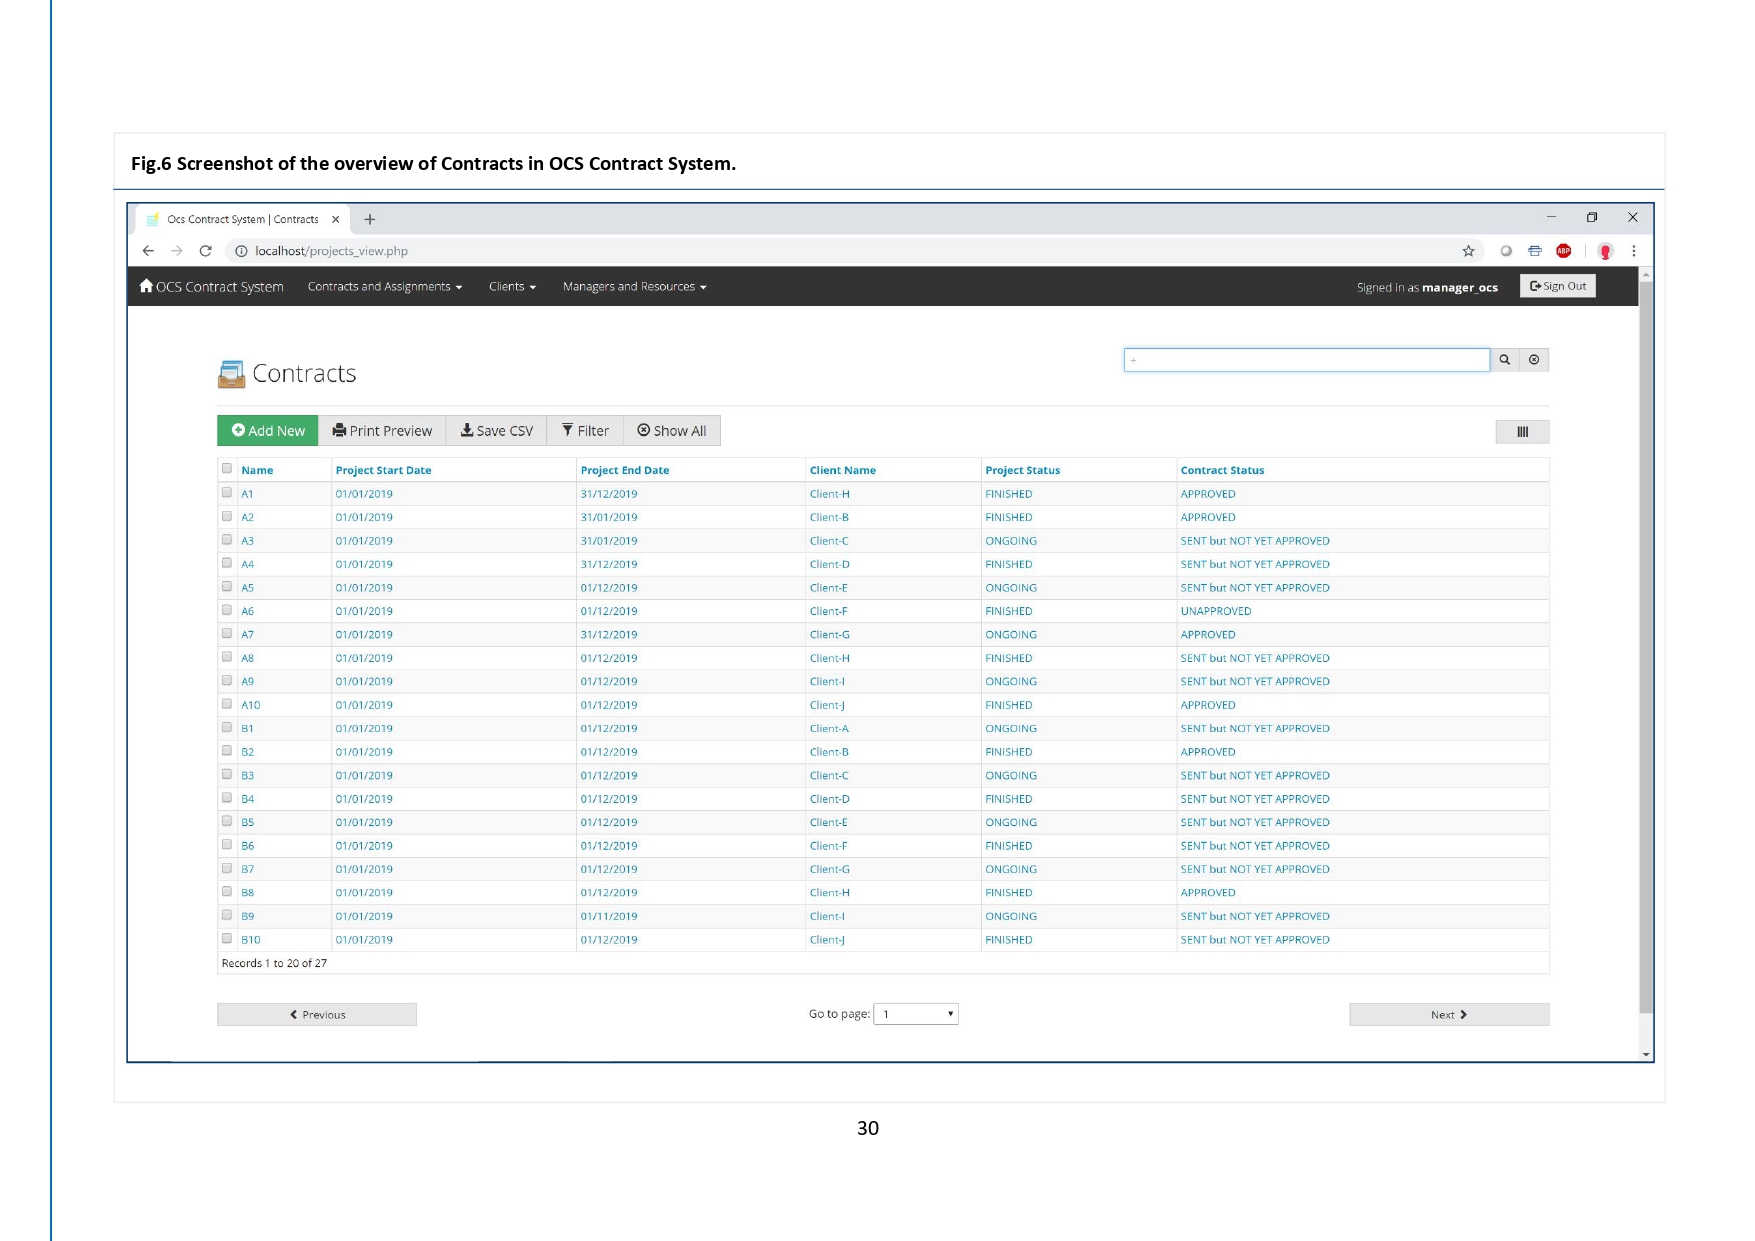 Fig.6 Screenshot of the overview of Contracts in OCS Contract System.
Ocs Contract System | Contracts
localhost/projects_view.php
ABP
OCS Contract System Contracts and Assignments Clients Managers and Resources Signed in as manager_ocs Sign Out
Contracts
Add New Print Preview Save CSV Filter Show All
Name Project Start Date Project End Date Client Name Project Status Contract Status
A1 01/01/2019 31/12/2019 Client-H FINISHED APPROVED
A2 01/01/2019 31/01/2019 Client-B FINISHED APPROVED
A3 01/01/2019 31/01/2019 Client-C ONGOING SENT but NOT YET APPROVED
A4 01/01/2019 31/12/2019 Client-D FINISHED SENT but NOT YET APPROVED
A5 01/01/2019 01/12/2019 Client-E ONGOING SENT but NOT YET APPROVED
A6 01/01/2019 01/12/2019 Client-F FINISHED UNAPPROVED
A7 01/01/2019 31/12/2019 Client-G ONGOING APPROVED
A8 01/01/2019 01/12/2019 Client-H FINISHED SENT but NOT YET APPROVED
A9 01/01/2019 01/12/2019 Client-I ONGOING SENT but NOT YET APPROVED
A10 01/01/2019 01/12/2019 Client-J FINISHED APPROVED
B1 01/01/2019 01/12/2019 Client-A ONGOING SENT but NOT YET APPROVED
B2 01/01/2019 01/12/2019 Client-B FINISHED APPROVED
B3 01/01/2019 01/12/2019 Client-C ONGOING SENT but NOT YET APPROVED
B4 01/01/2019 01/12/2019 Client-D FINISHED SENT but NOT YET APPROVED
B5 01/01/2019 01/12/2019 Client-E ONGOING SENT but NOT YET APPROVED
B6 01/01/2019 01/12/2019 Client-F FINISHED SENT but NOT YET APPROVED
B7 01/01/2019 01/12/2019 Client-G ONGOING SENT but NOT YET APPROVED
B8 01/01/2019 01/12/2019 Client-H FINISHED APPROVED
B9 01/01/2019 01/11/2019 Client-I ONGOING SENT but NOT YET APPROVED
B10 01/01/2019 01/12/2019 Client-J FINISHED SENT but NOT YET APPROVED
Records 1 to 20 of 27
Previous Go to page: 1 Next
30